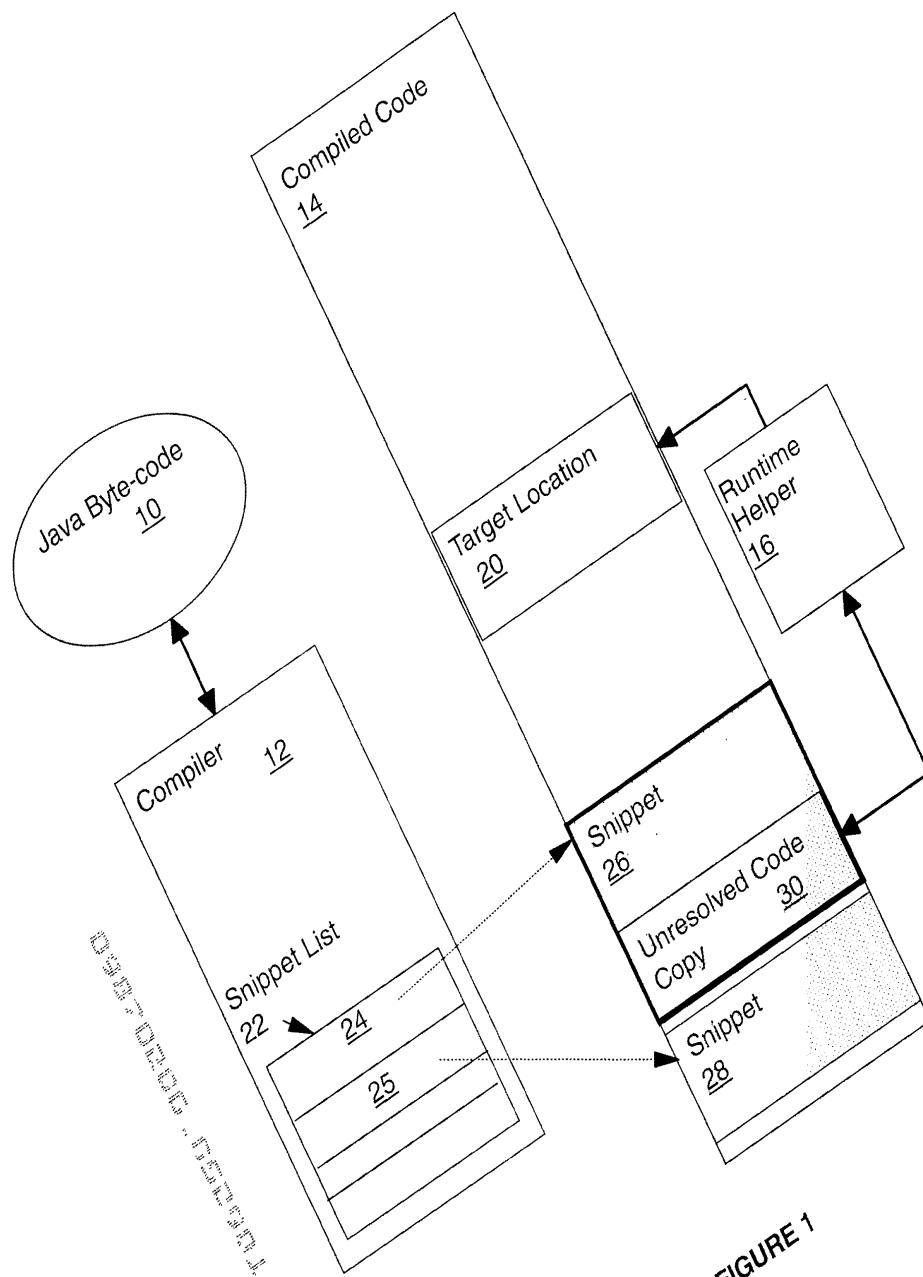 Compiled Code
14
Java Byte-code
10
Target Location
20
Runtime
Helper
16
Compiler 12
Snippet
26
Unresolved Code
Copy 30
Snippet List
22
24
25
Snippet
28
FIGURE 1